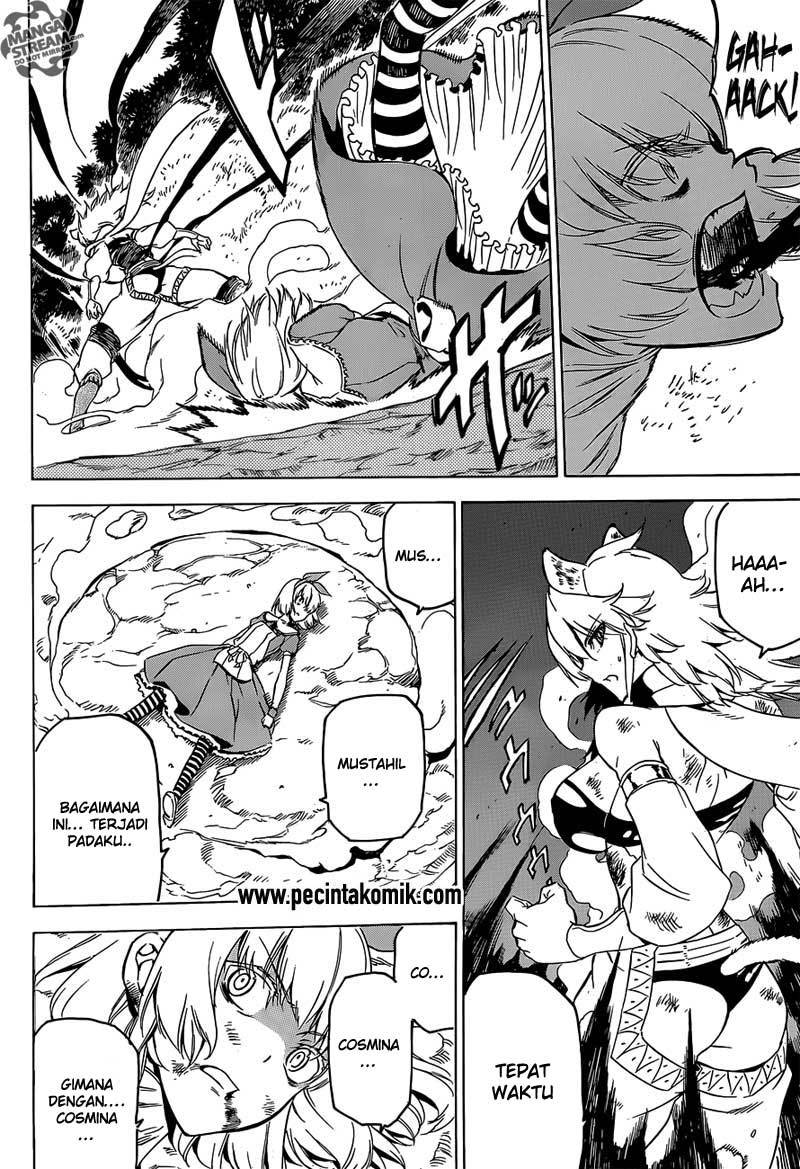 MANGA
STREAM.com
DO NOT MIRROR!
GAH-
AACK!
HAAA-
AH...
TEPAT
WAKTU
MUS...
MUSTAHIL
...
BAGAIMANA
INI... TERJADI
PADAKU..
www.pecintakomik.com
CO...
COSMINA
...
GIMANA
DENGAN....
COSMINA
...